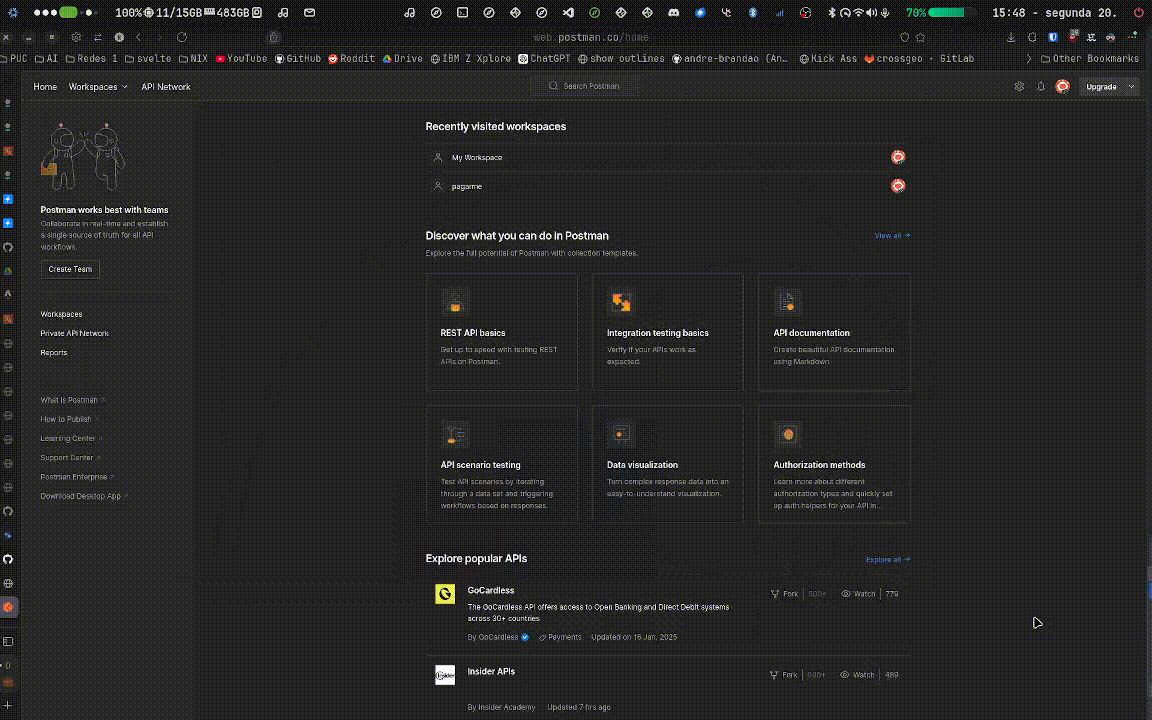 100% 11/15GB 483GB 70% 15:48 - segunda 20.
web.postman.co/home
PUC AI Redes 1 svelte NIX YouTube GitHub Reddit Drive IBM Z Xplore ChatGPT show outlines andre-brandao (An… Kick Ass crossgeo · GitLab Other Bookmarks
Home Workspaces API Network Search Postman Upgrade
Postman works best with teams
Collaborate in real-time and establish
a single source of truth for all API
workflows.
Create Team
Workspaces
Private API Network
Reports
What is Postman
How to Publish
Learning Center
Support Center
Postman Enterprise
Download Desktop App
Recently visited workspaces
My Workspace
pagarme
Discover what you can do in Postman View all →
Explore the full potential of Postman with collection templates.
REST API basics
Get up to speed with testing REST
APIs on Postman.
Integration testing basics
Verify if your APIs work as
expected.
API documentation
Create beautiful API documentation
using Markdown.
API scenario testing
Test API scenarios by iterating
through a data set and triggering
workflows based on responses.
Data visualization
Turn complex response data into an
easy-to-understand visualization.
Authorization methods
Learn more about different
authorization types and quickly set
up auth helpers for your API in...
Explore popular APIs Explore all →
GoCardless Fork 500+ Watch 779
The GoCardless API offers access to Open Banking and Direct Debit systems
across 30+ countries
By GoCardless Payments Updated on 16 Jan, 2025
Insider APIs Fork 500+ Watch 489
By Insider Academy Updated 7 hrs ago